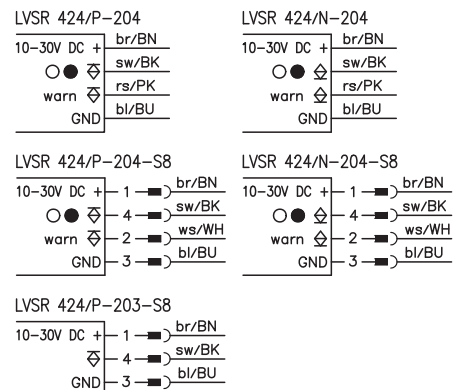 LVSR 424/P-204
10-30V DC + br/BN
sw/BK
warn rs/PK
GND bl/BU
LVSR 424/N-204
10-30V DC + br/BN
sw/BK
warn rs/PK
GND bl/BU
LVSR 424/P-204-S8
10-30V DC + 1 br/BN
4 sw/BK
warn 2 ws/WH
GND 3 bl/BU
LVSR 424/N-204-S8
10-30V DC + 1 br/BN
4 sw/BK
warn 2 ws/WH
GND 3 bl/BU
LVSR 424/P-203-S8
10-30V DC + 1 br/BN
4 sw/BK
GND 3 bl/BU